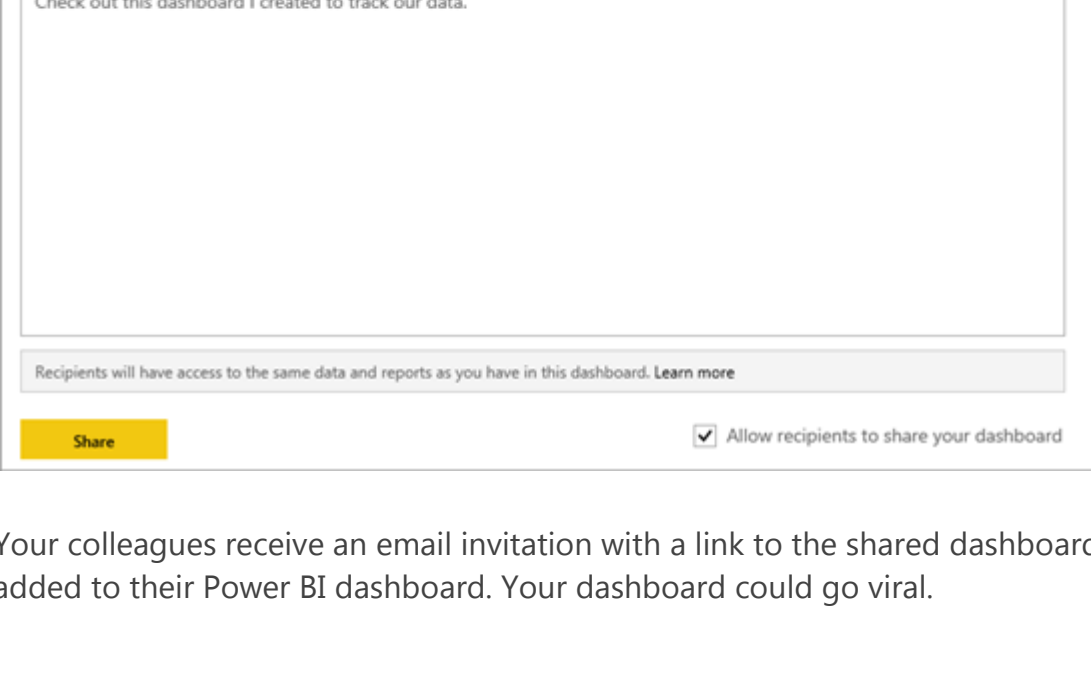 Check out this dashboard I created to track our data.
Recipients will have access to the same data and reports as you have in this dashboard. Learn more
Share
Allow recipients to share your dashboard
Your colleagues receive an email invitation with a link to the shared dashboard
added to their Power BI dashboard. Your dashboard could go viral.